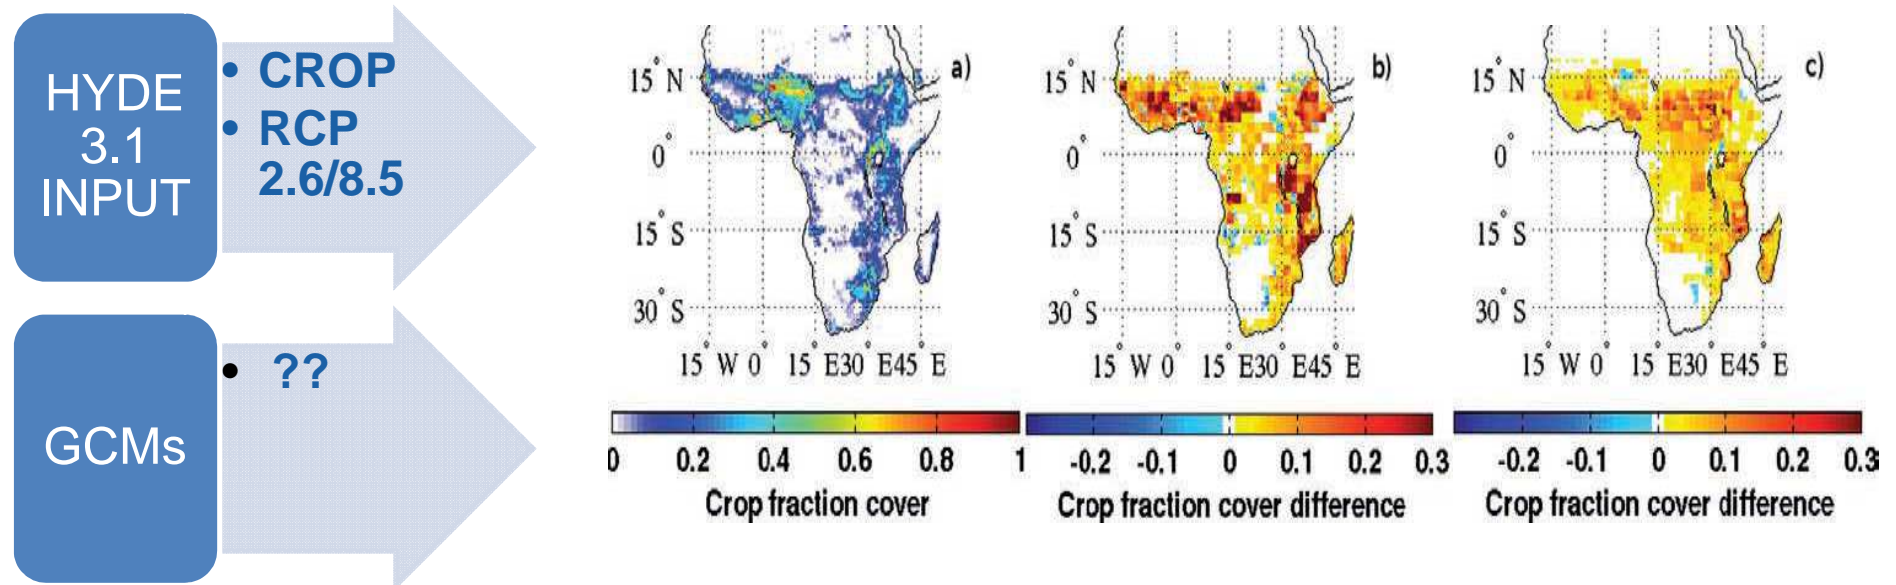 HYDE
3.1
INPUT
• CROP
• RCP
2.6/8.5
GCMs
• ??
a)
15° N
0°
15° S
30° S
15° W 0° 15° E30° E45° E
0 0.2 0.4 0.6 0.8 1
Crop fraction cover
b)
15° N
0°
15° S
30° S
15° W 0° 15° E30° E45° E
-0.2 -0.1 0 0.1 0.2 0.3
Crop fraction cover difference
c)
15° N
0°
15° S
30° S
15° W 0° 15° E30° E45° E
-0.2 -0.1 0 0.1 0.2 0.3
Crop fraction cover difference